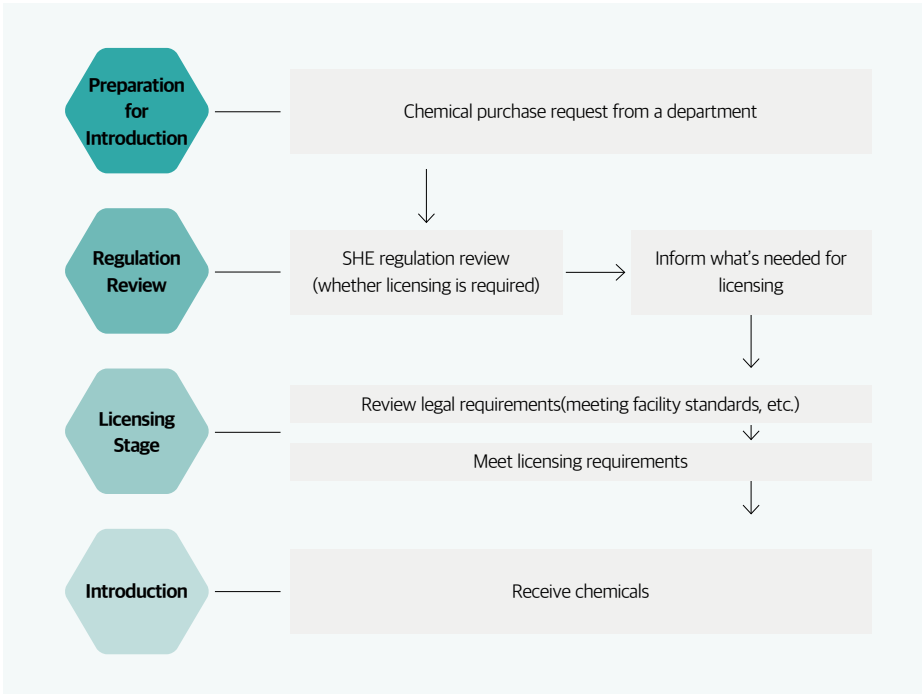 Preparation
for
Introduction
Chemical purchase request from a department
Regulation
Review
SHE regulation review
(whether licensing is required)
Inform what’s needed for
licensing
Licensing
Stage
Review legal requirements(meeting facility standards, etc.)
Meet licensing requirements
Introduction
Receive chemicals